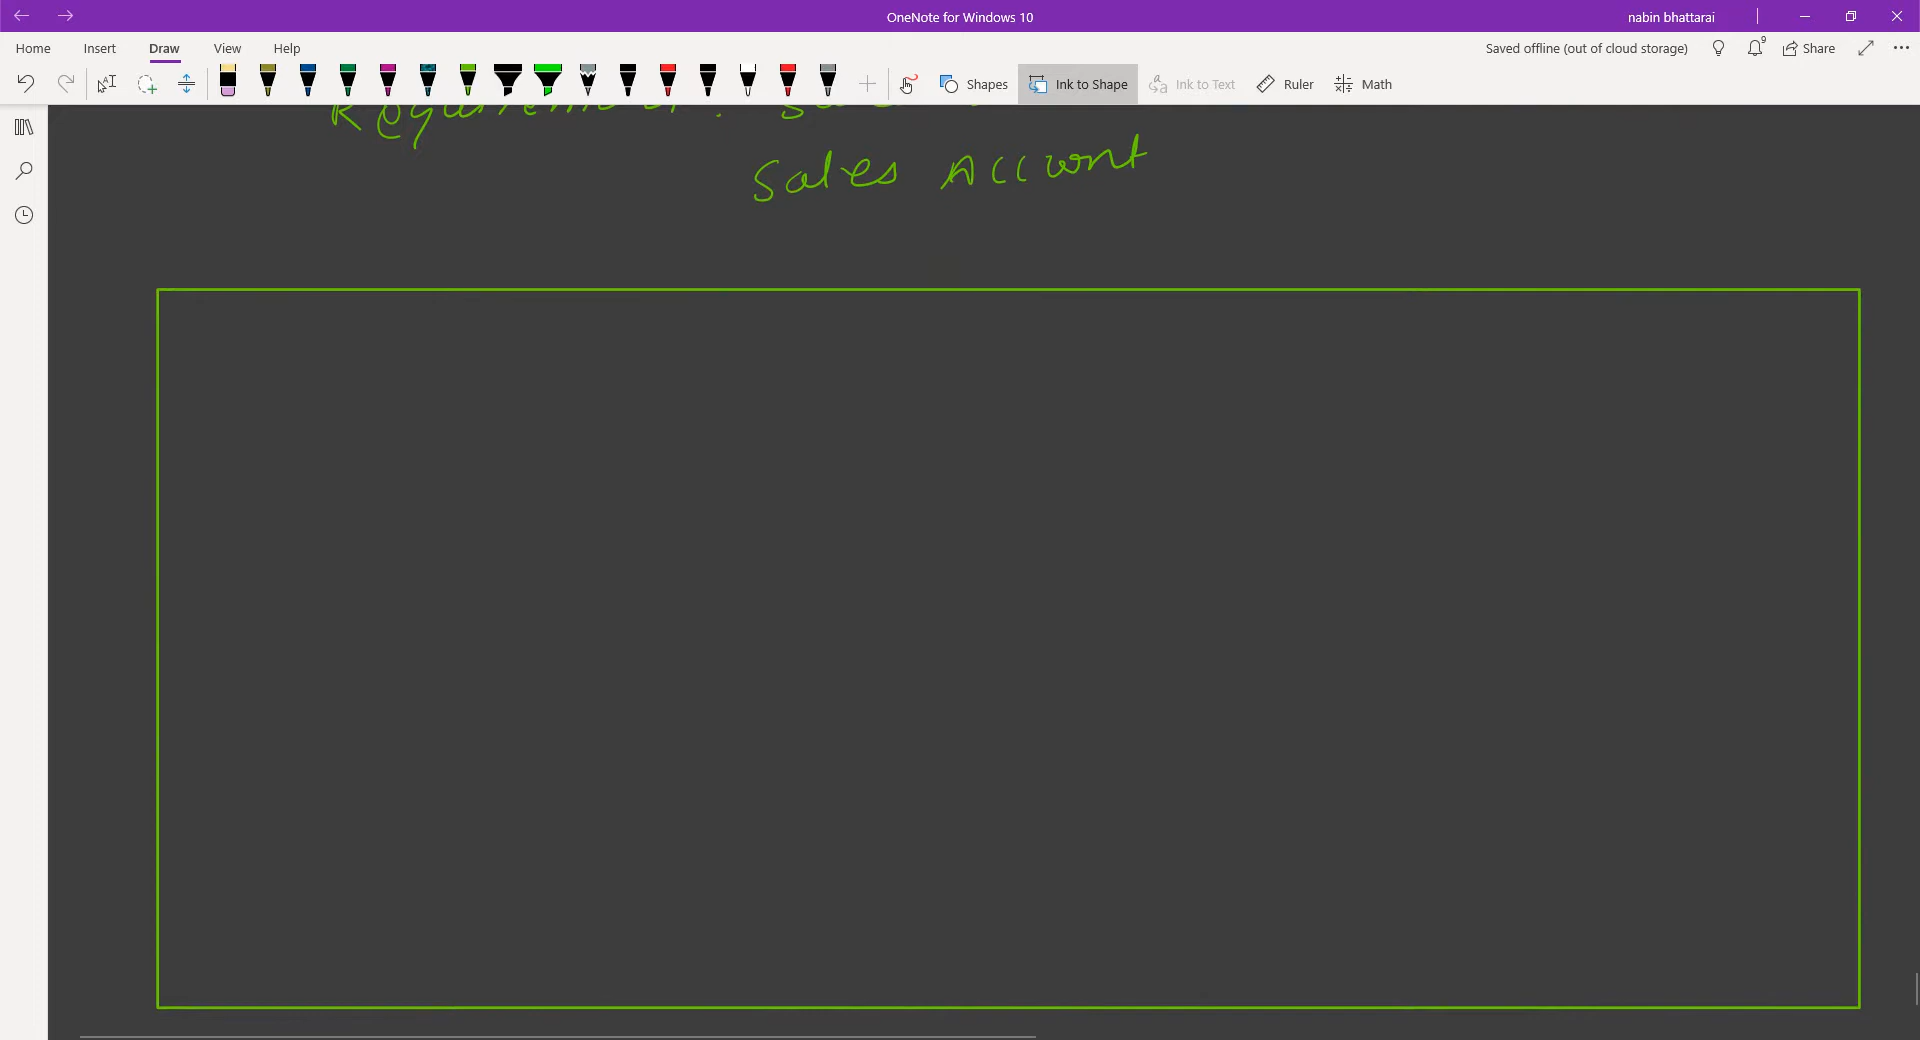 OneNote for Windows 10
nabin bhattarai
Home Insert Draw View Help
Saved offline (out of cloud storage)
9
Share
Shapes
Ink to Shape
Ink to Text
Ruler
Math
Sales Account